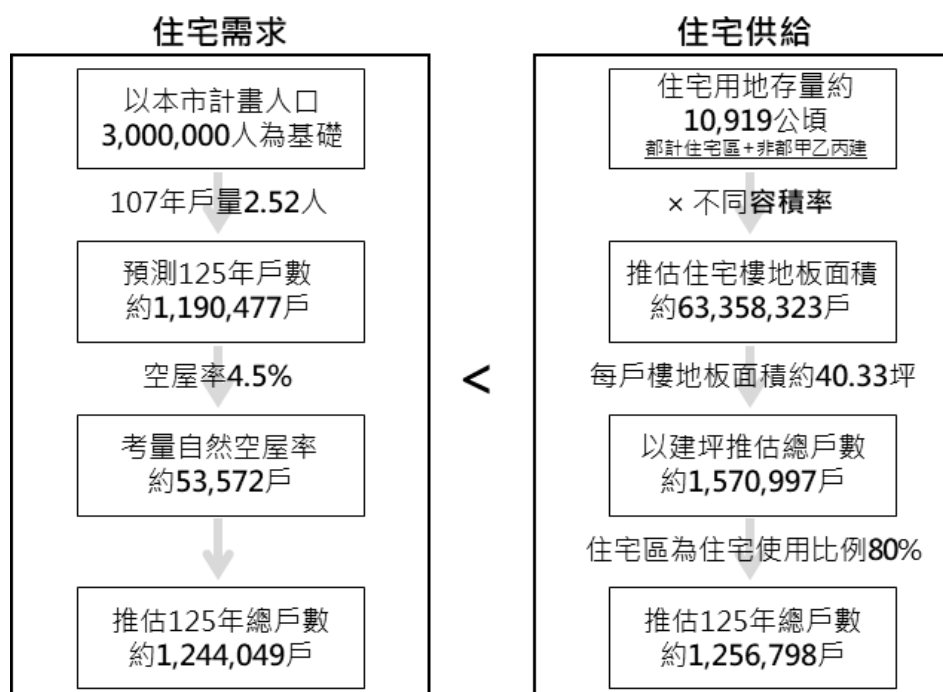 住宅需求
以本市計畫人口
3,000,000人為基礎
107年戶量2.52人
預測125年戶數
約1,190,477戶
空屋率4.5%
考量自然空屋率
約53,572戶
推估125年總戶數
約1,244,049戶
<
住宅供給
住宅用地存量約
10,919公頃
都計住宅區+非都甲乙丙建
× 不同容積率
推估住宅樓地板面積
約63,358,323戶
每戶樓地板面積約40.33坪
以建坪推估總戶數
約1,570,997戶
住宅區為住宅使用比例80%
推估125年總戶數
約1,256,798戶